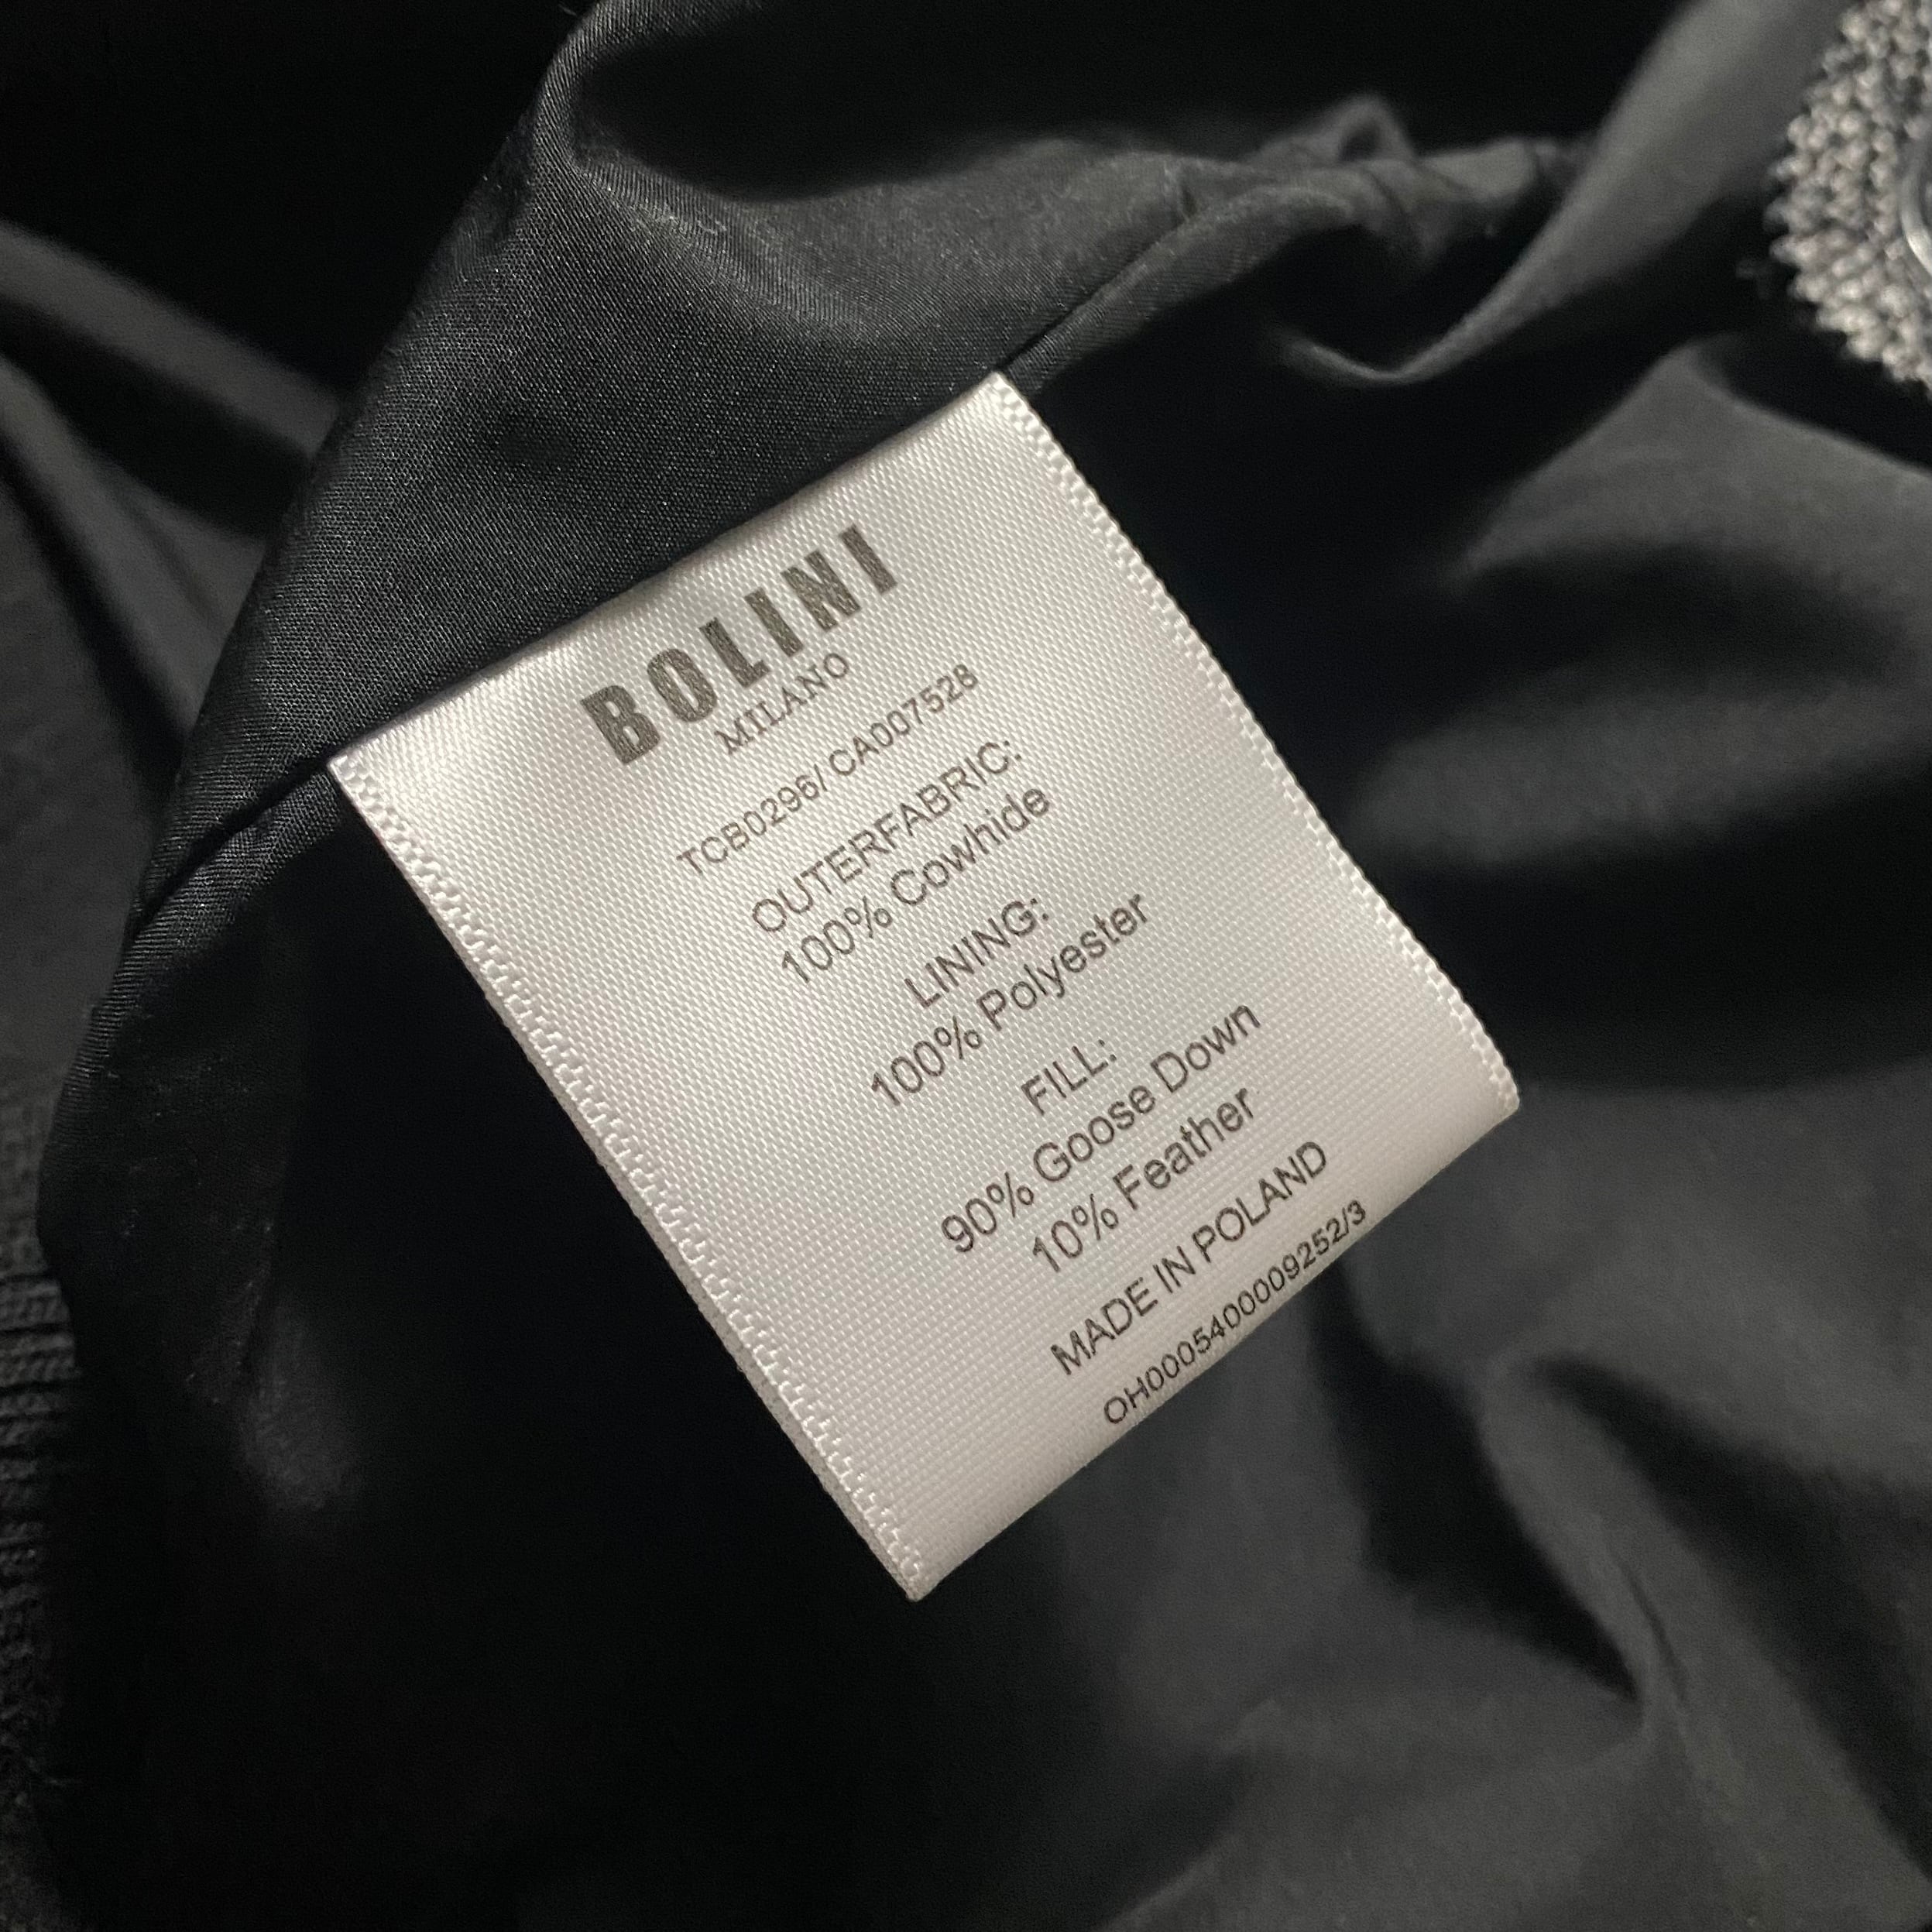 BOLINI
MILANO
TCB0296/ CA007528
OUTERFABRIC:
100% Cowhide
LINING:
100% Polyester
FILL:
90% Goose Down
10% Feather
MADE IN POLAND
OH000540009252/3